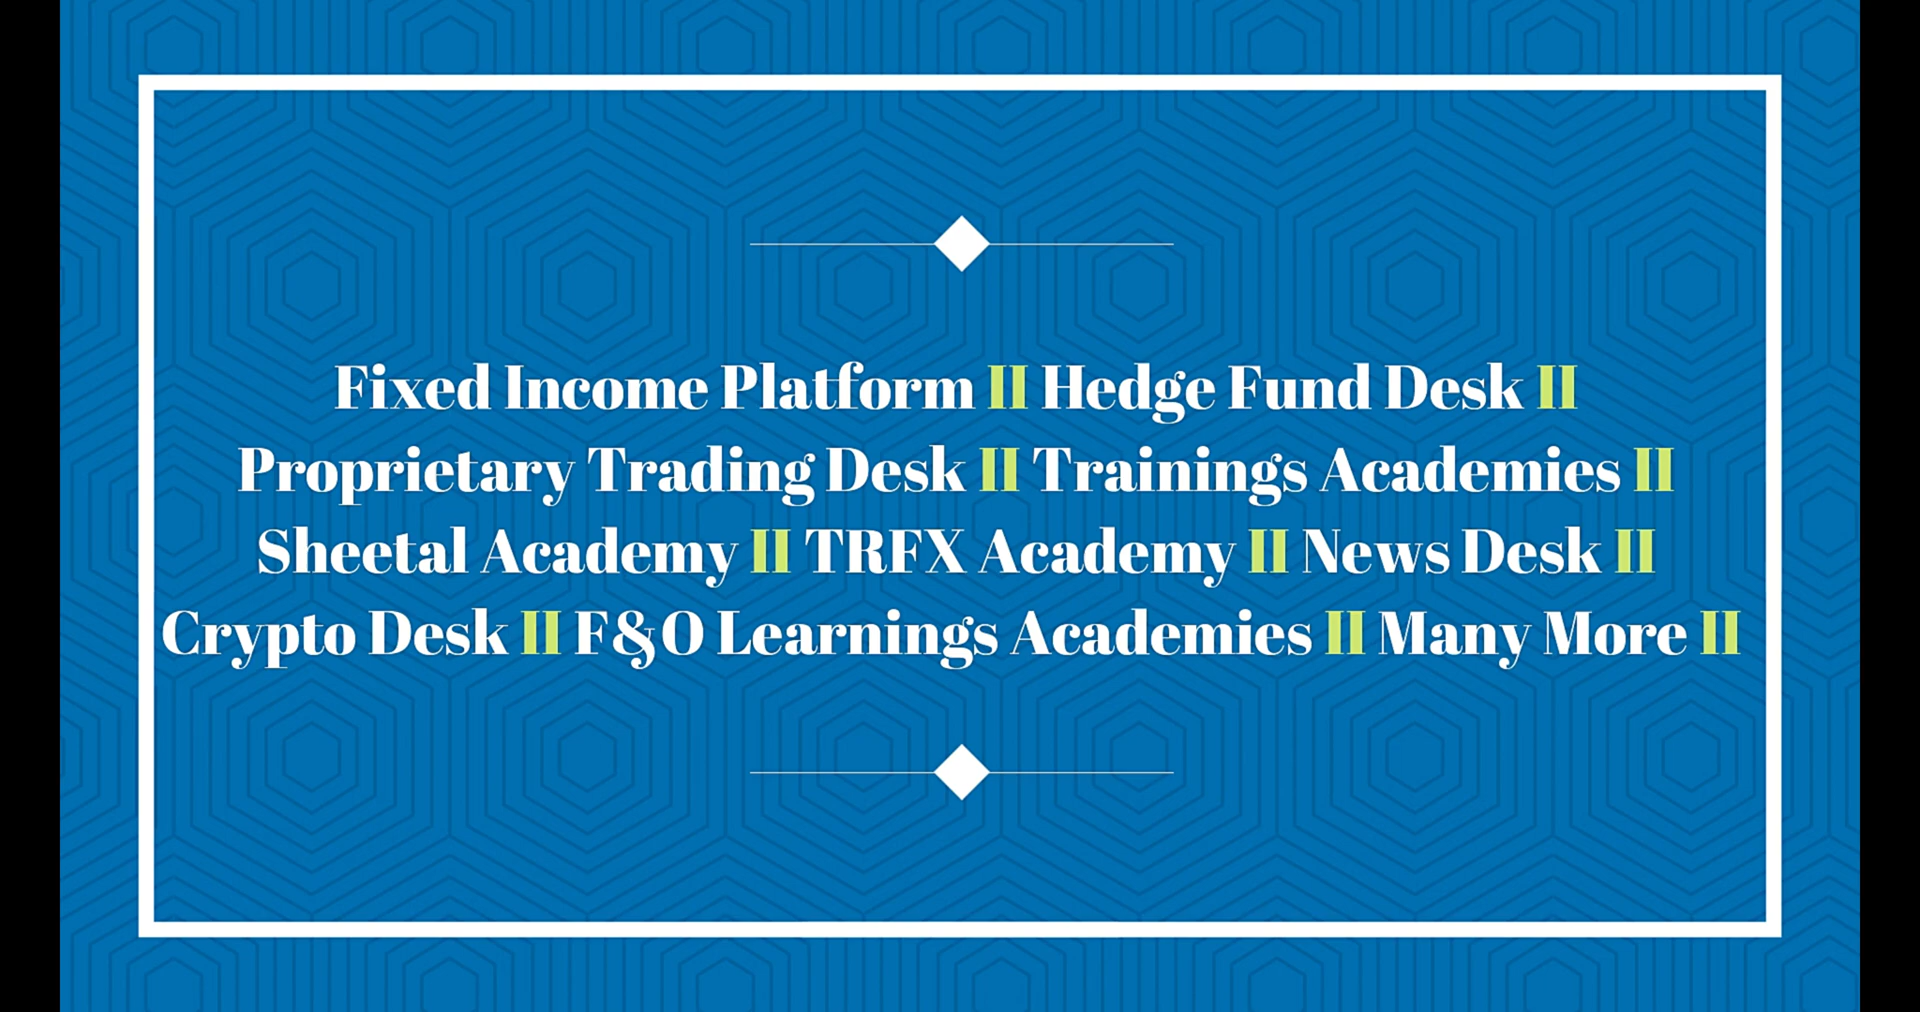 Fixed Income Platform II Hedge Fund Desk II
Proprietary Trading Desk II Trainings Academies II
Sheetal Academy II TRFX Academy II News Desk II
Crypto Desk II F&O Learnings Academies II Many More II